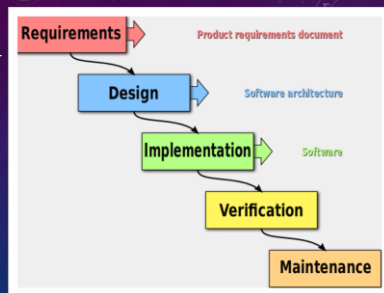 Requirements
Product requirements document
Design
Software architecture
Implementation
Software
Verification
Maintenance